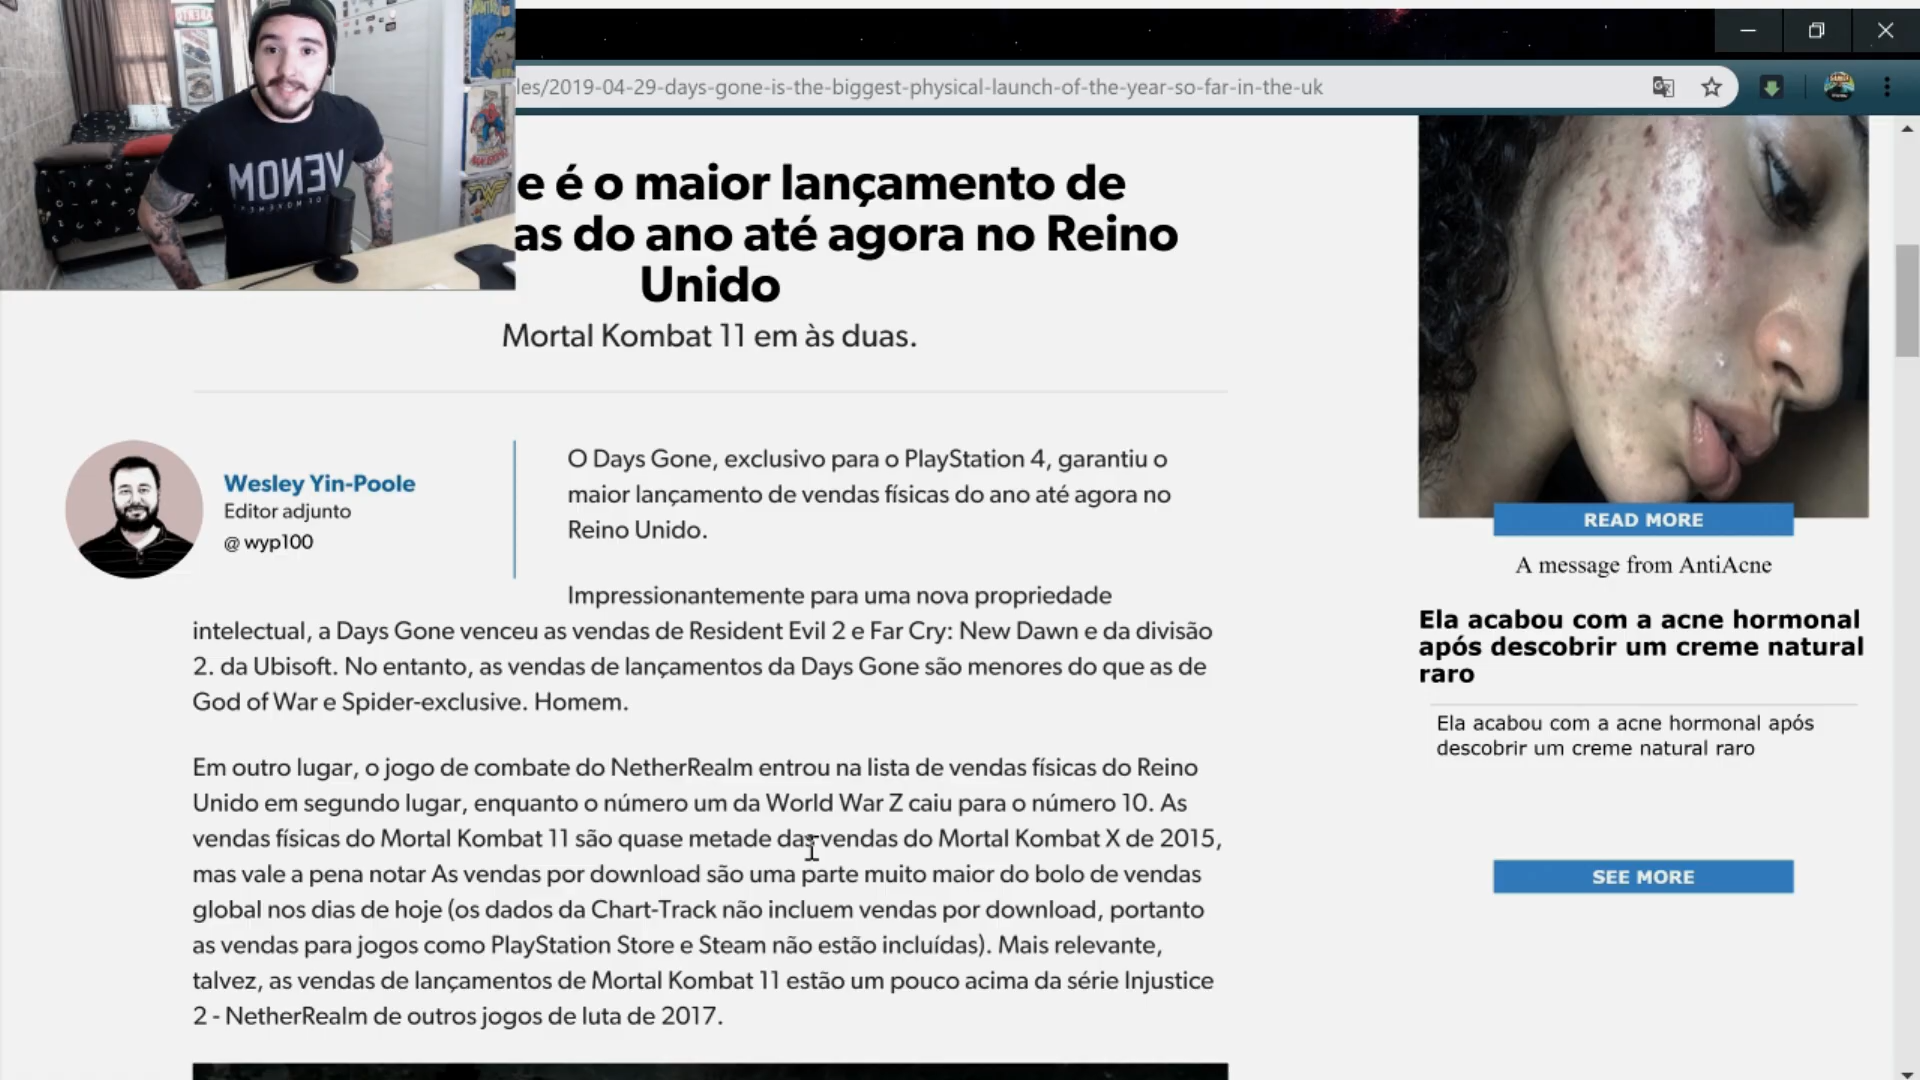 les/2019-04-29-days-gone-is-the-biggest-physical-launch-of-the-year-so-far-in-the-uk
VENOM
e é o maior lançamento de
as do ano até agora no Reino
Unido
Mortal Kombat 11 em às duas.
Wesley Yin-Poole
Editor adjunto
@ wyp100
O Days Gone, exclusivo para o PlayStation 4, garantiu o
maior lançamento de vendas físicas do ano até agora no
Reino Unido.
Impressionantemente para uma nova propriedade
intelectual, a Days Gone venceu as vendas de Resident Evil 2 e Far Cry: New Dawn e da divisão
2. da Ubisoft. No entanto, as vendas de lançamentos da Days Gone são menores do que as de
God of War e Spider-exclusive. Homem.
Em outro lugar, o jogo de combate do NetherRealm entrou na lista de vendas físicas do Reino
Unido em segundo lugar, enquanto o número um da World War Z caiu para o número 10. As
vendas físicas do Mortal Kombat 11 são quase metade das vendas do Mortal Kombat X de 2015,
mas vale a pena notar As vendas por download são uma parte muito maior do bolo de vendas
global nos dias de hoje (os dados da Chart-Track não incluem vendas por download, portanto
as vendas para jogos como PlayStation Store e Steam não estão incluídas). Mais relevante,
talvez, as vendas de lançamentos de Mortal Kombat 11 estão um pouco acima da série Injustice
2 - NetherRealm de outros jogos de luta de 2017.
READ MORE
A message from AntiAcne
Ela acabou com a acne hormonal
após descobrir um creme natural
raro
Ela acabou com a acne hormonal após
descobrir um creme natural raro
SEE MORE